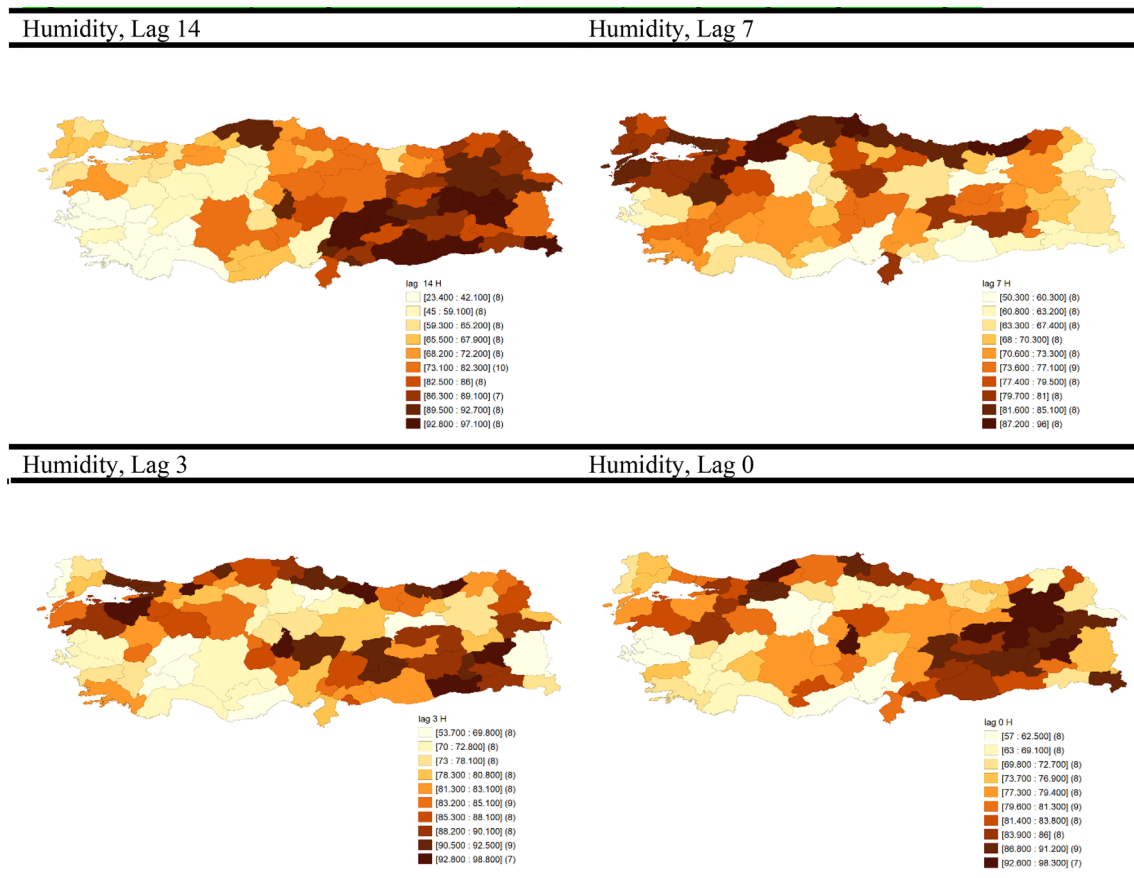 Humidity, Lag 14
Humidity, Lag 7
lag 14 H
[23.400 : 42.100] (8)
[45 : 59.100] (8)
[59.300 : 65.200] (8)
[65.500 : 67.900] (8)
[68.200 : 72.200] (8)
[73.100 : 82.300] (10)
[82.500 : 86] (8)
[86.300 : 89.100] (7)
[89.500 : 92.700] (8)
[92.800 : 97.100] (8)
lag 7 H
[50.300 : 60.300] (8)
[60.800 : 63.200] (8)
[63.300 : 67.400] (8)
[68 : 70.300] (8)
[70.600 : 73.300] (8)
[73.600 : 77.100] (9)
[77.400 : 79.500] (8)
[79.700 : 81] (8)
[81.600 : 85.100] (8)
[87.200 : 96] (8)
Humidity, Lag 3
Humidity, Lag 0
lag 3 H
[53.700 : 69.800] (8)
[70 : 72.800] (8)
[73 : 78.100] (8)
[78.300 : 80.800] (8)
[81.300 : 83.100] (8)
[83.200 : 85.100] (9)
[85.300 : 88.100] (8)
[88.200 : 90.100] (8)
[90.500 : 92.500] (9)
[92.800 : 98.800] (7)
lag 0 H
[57 : 62.500] (8)
[63 : 69.100] (8)
[69.800 : 72.700] (8)
[73.700 : 76.900] (8)
[77.300 : 79.400] (8)
[79.600 : 81.300] (9)
[81.400 : 83.800] (8)
[83.900 : 86] (8)
[86.800 : 91.200] (9)
[92.600 : 98.300] (7)